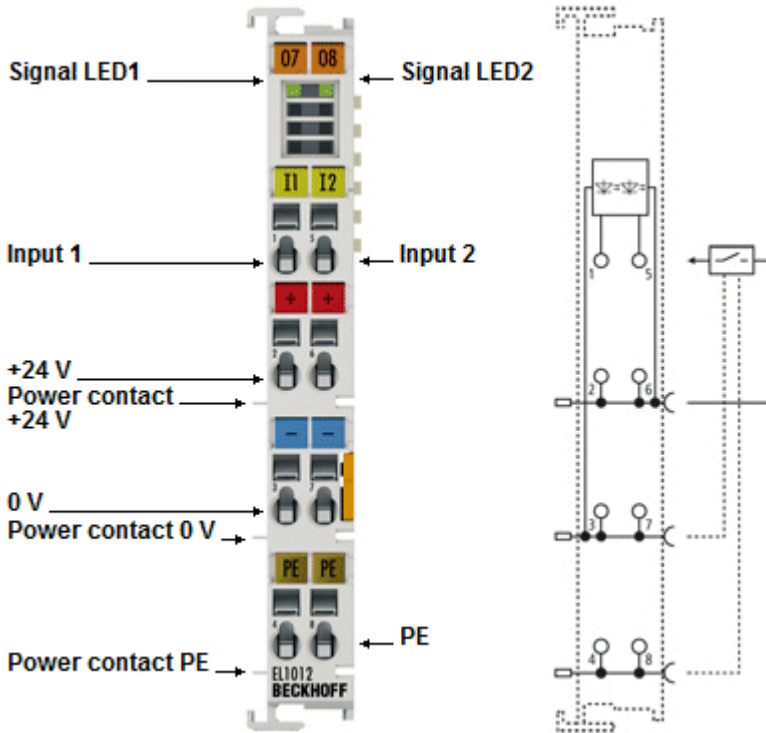 07 08
Signal LED1
Signal LED2
I1 I2
1 5
Input 1
Input 2
+ +
2 6
+24 V
Power contact
+24 V
− −
3 7
0 V
Power contact 0 V
PE PE
4 8
PE
Power contact PE
EL1012
BECKHOFF
1 5
2 6
3 7
4 8